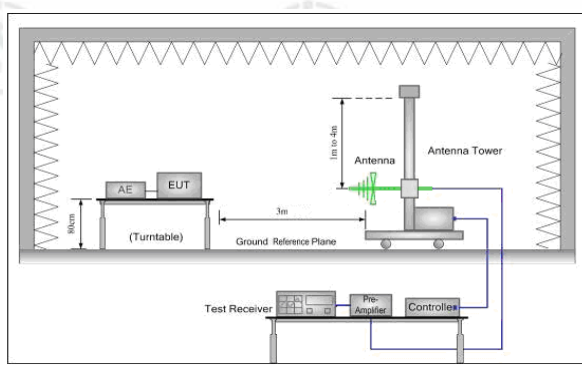 1m to 4m
Antenna
Antenna Tower
AE
EUT
80cm
(Turntable)
3m
Ground Reference Plane
Test Receiver
Pre-
Amplifier
Controller